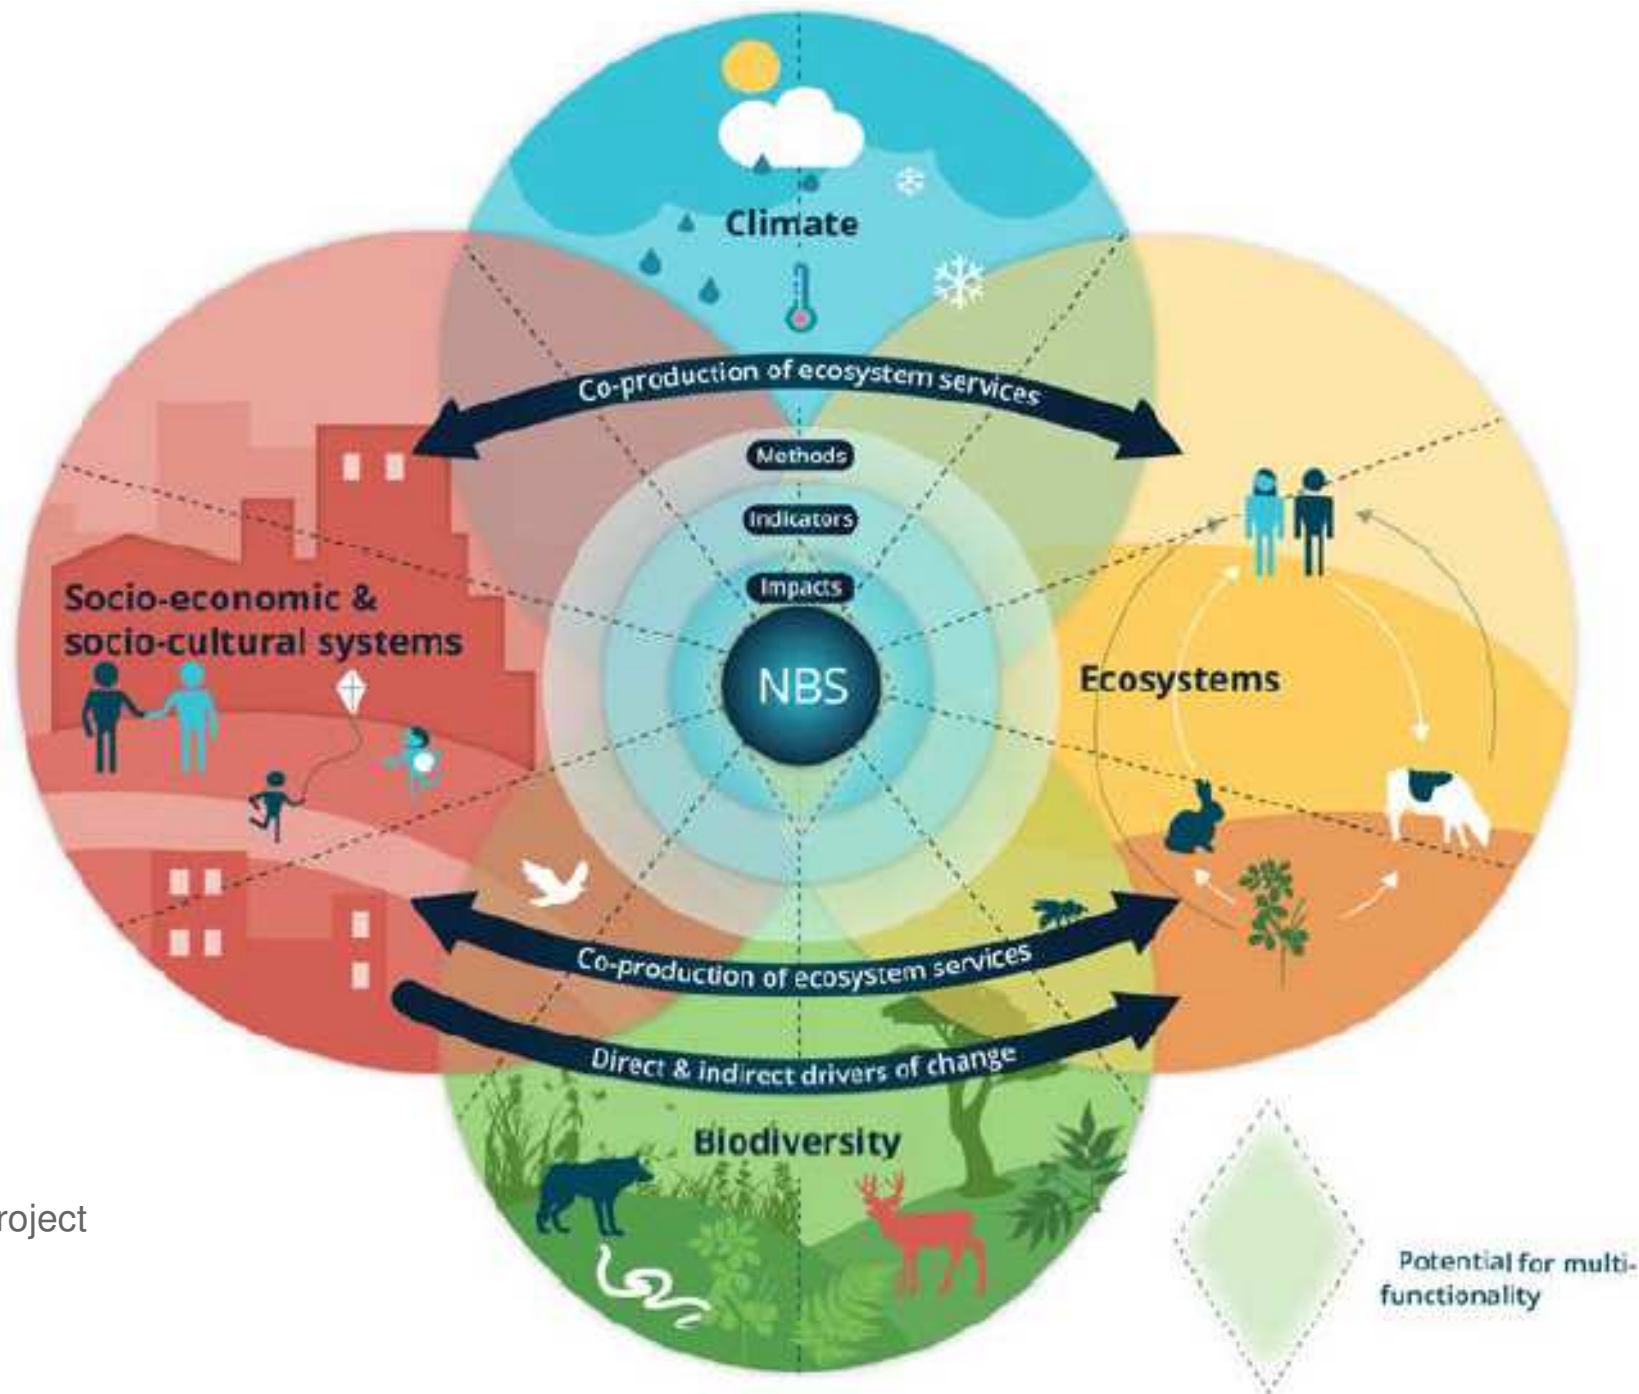 Climate
Co-production of ecosystem services
Methods
Indicators
Impacts
Socio-economic &
socio-cultural systems
NBS
Ecosystems
Co-production of ecosystem services
Direct & indirect drivers of change
Biodiversity
roject
Potential for multi-
functionality